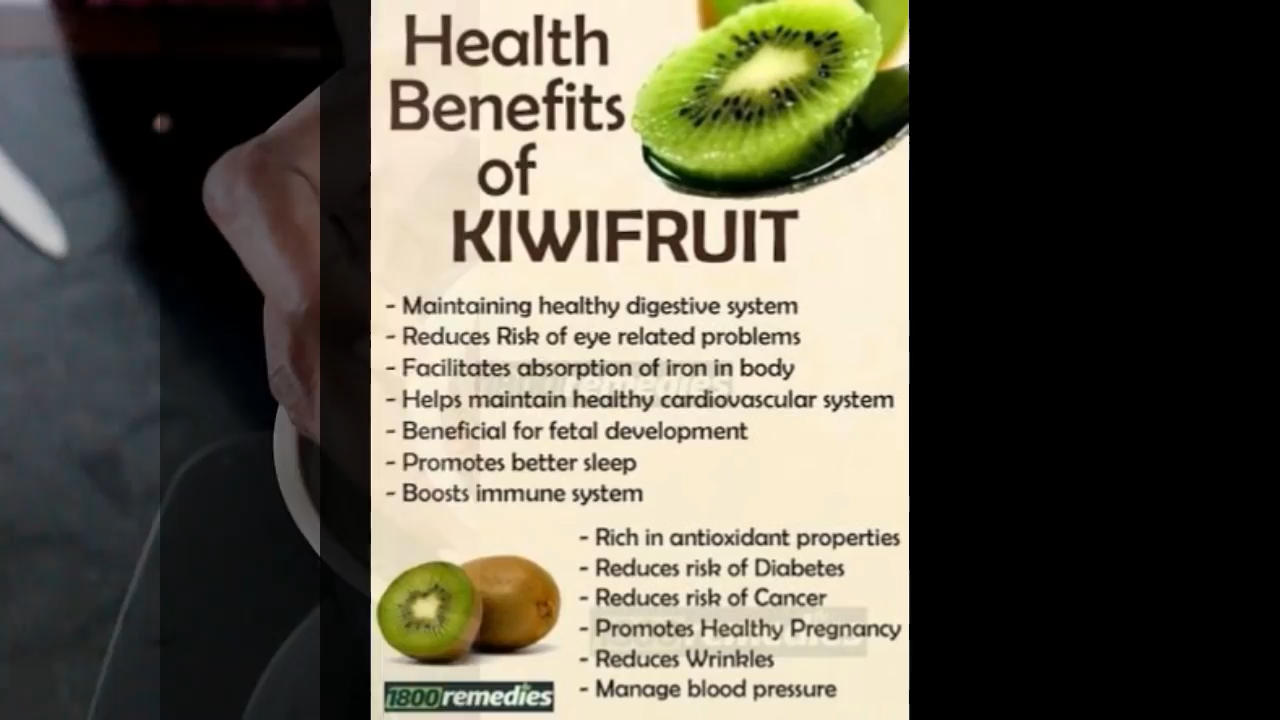 Health
Benefits
of
KIWIFRUIT
- Maintaining healthy digestive system
- Reduces Risk of eye related problems
- Facilitates absorption of iron in body
- Helps maintain healthy cardiovascular system
- Beneficial for fetal development
- Promotes better sleep
- Boosts immune system
- Rich in antioxidant properties
- Reduces risk of Diabetes
- Reduces risk of Cancer
- Promotes Healthy Pregnancy
- Reduces Wrinkles
- Manage blood pressure
1800remedies